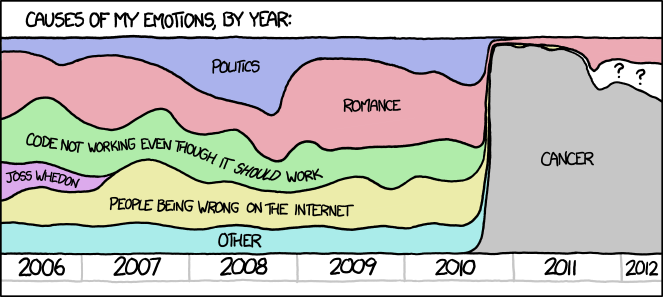 CAUSES OF MY EMOTIONS, BY YEAR:
POLITICS
ROMANCE
CODE NOT WORKING EVEN THOUGH IT SHOULD WORK
JOSS WHEDON
PEOPLE BEING WRONG ON THE INTERNET
OTHER
CANCER
? ?
2006 2007 2008 2009 2010 2011 2012